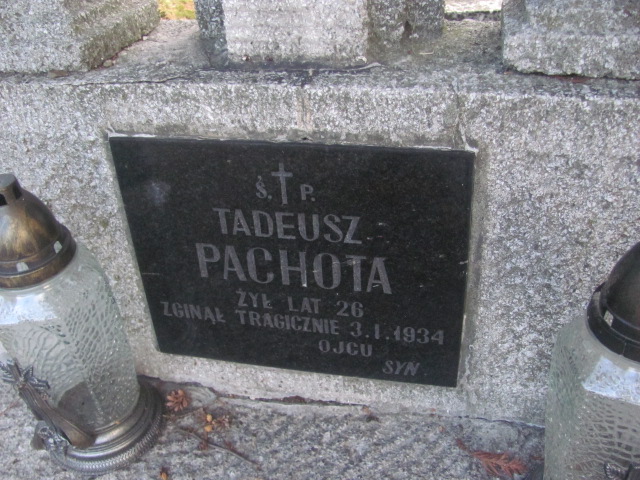 Ś. P.
TADEUSZ
PACHOTA
ŻYŁ LAT 26
ZGINĄŁ TRAGICZNIE 3.I.1934
OJCU
SYN